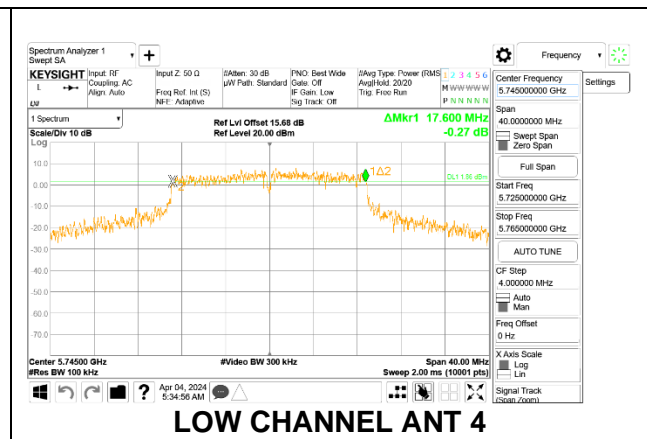 Spectrum Analyzer 1
Swept SA
+
Frequency
KEYSIGHT
L
Input: RF
Coupling: AC
Align: Auto
Input Z: 50 Ω
Freq Ref: Int (S)
NFE: Adaptive
#Atten: 30 dB
µW Path: Standard
PNO: Best Wide
Gate: Off
IF Gain: Low
Sig Track: Off
#Avg Type: Power (RMS
Avg|Hold: 20/20
Trig: Free Run
1 2 3 4 5 6
M W W W W W
P N N N N N
1 Spectrum
Scale/Div 10 dB
Log
Ref Lvl Offset 15.68 dB
Ref Level 20.00 dBm
ΔMkr1 17.600 MHz
-0.27 dB
10.0
0.00
-10.0
-20.0
-30.0
-40.0
-50.0
-60.0
-70.0
1Δ2
Center 5.74500 GHz
#Res BW 100 kHz
#Video BW 300 kHz
Span 40.00 MHz
Sweep 2.00 ms (10001 pts)
?
Apr 04, 2024
5:34:56 AM
Center Frequency
5.745000000 GHz
Settings
Span
40.0000000 MHz
Swept Span
Zero Span
Full Span
Start Freq
5.725000000 GHz
Stop Freq
5.765000000 GHz
AUTO TUNE
CF Step
4.000000 MHz
Auto
Man
Freq Offset
0 Hz
X Axis Scale
Log
Lin
Signal Track
(Span Zoom)
LOW CHANNEL ANT 4